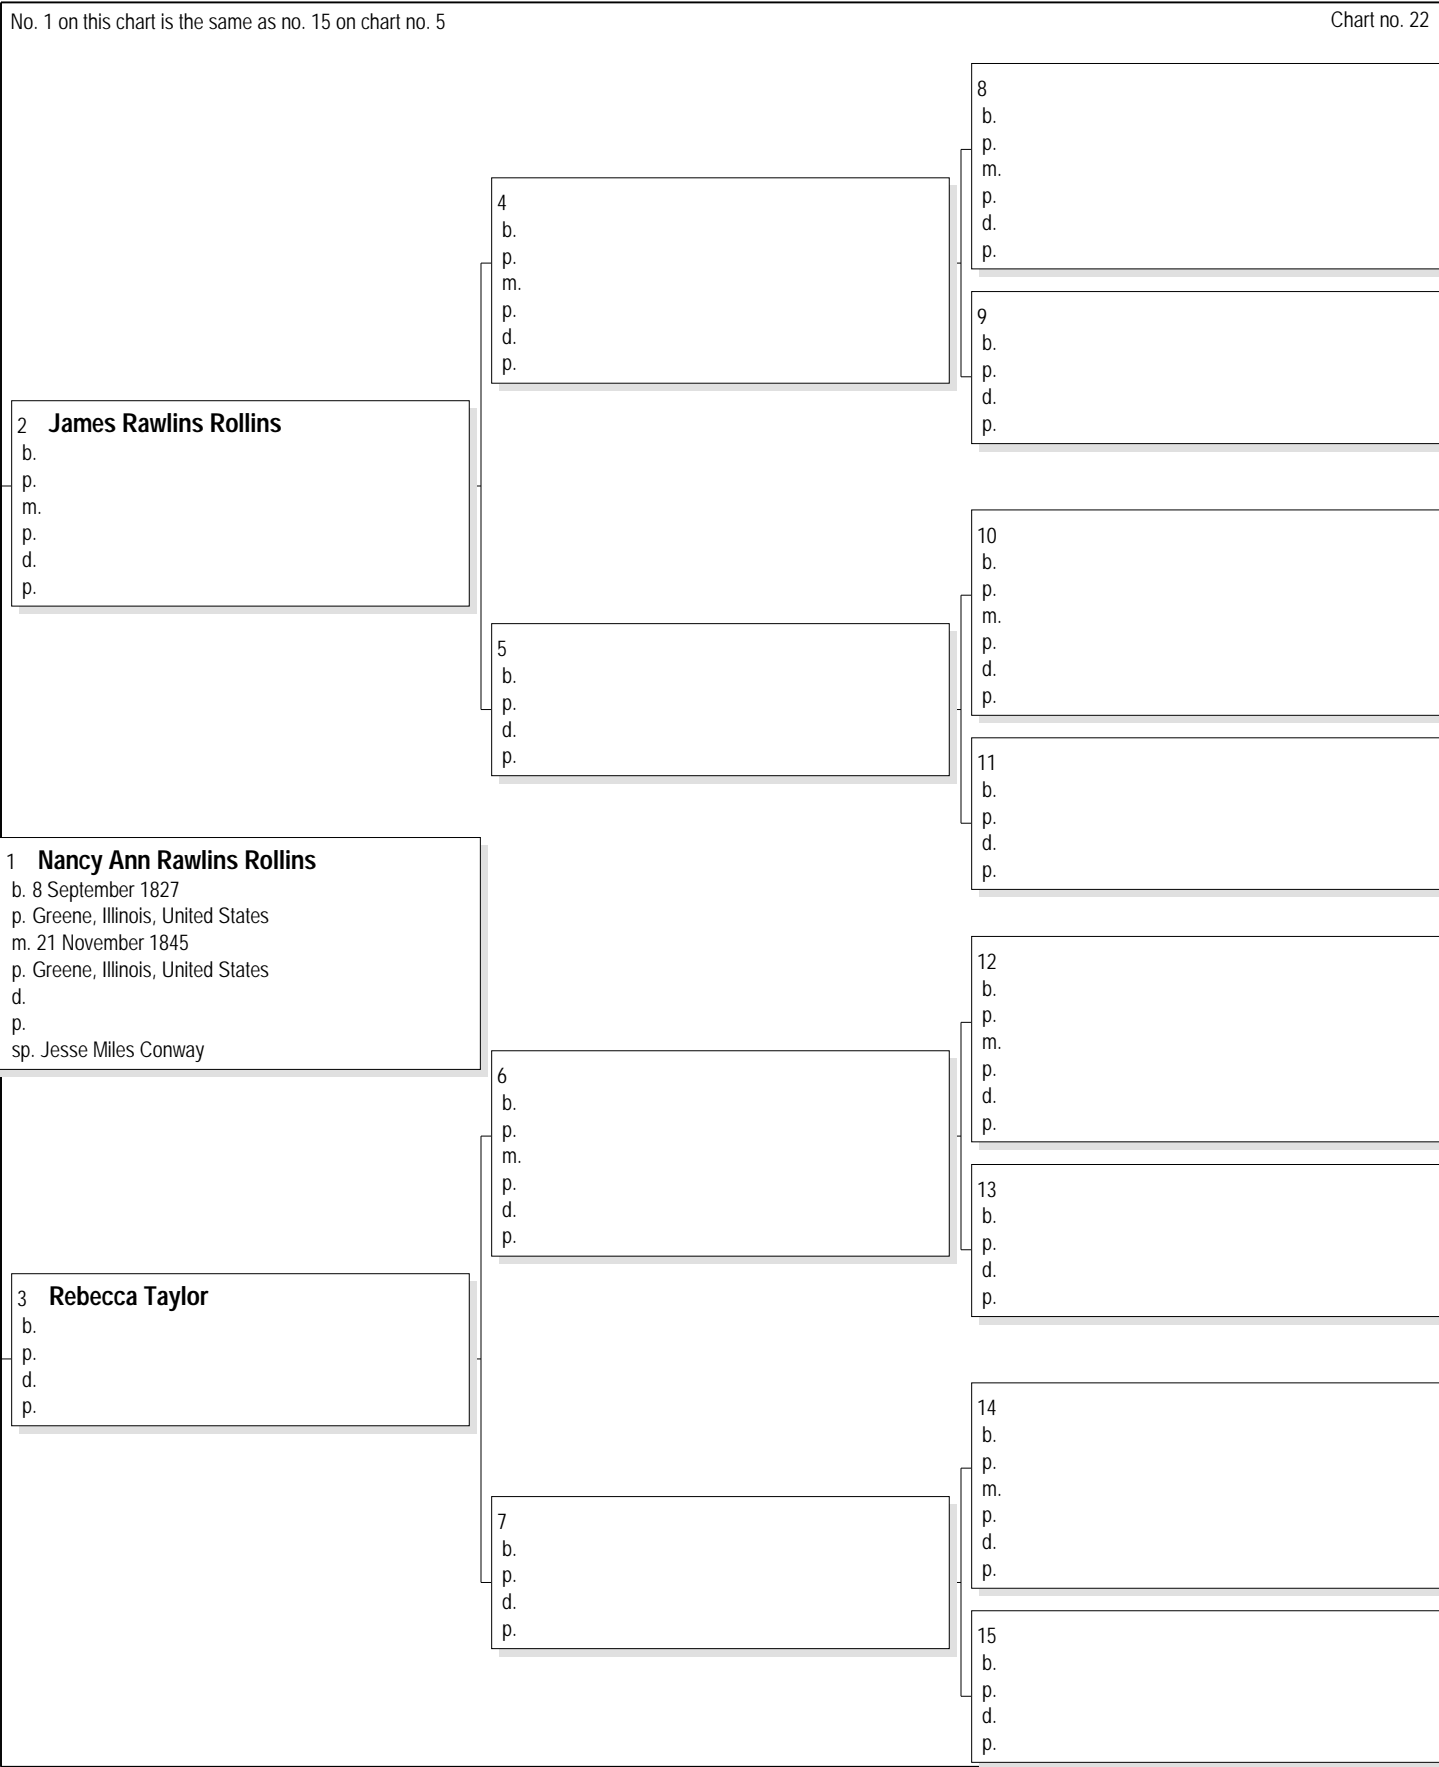 No. 1 on this chart is the same as no. 15 on chart no. 5
Chart no. 22
8
b.
p.
m.
p.
d.
p.
4
b.
p.
m.
p.
d.
p.
9
b.
p.
d.
p.
2 James Rawlins Rollins
b.
p.
m.
p.
d.
p.
10
b.
p.
m.
p.
d.
p.
5
b.
p.
d.
p.
11
b.
p.
d.
p.
1 Nancy Ann Rawlins Rollins
b. 8 September 1827
p. Greene, Illinois, United States
m. 21 November 1845
p. Greene, Illinois, United States
d.
p.
sp. Jesse Miles Conway
12
b.
p.
m.
p.
d.
p.
6
b.
p.
m.
p.
d.
p.
13
b.
p.
d.
p.
3 Rebecca Taylor
b.
p.
d.
p.
14
b.
p.
m.
p.
d.
p.
7
b.
p.
d.
p.
15
b.
p.
d.
p.